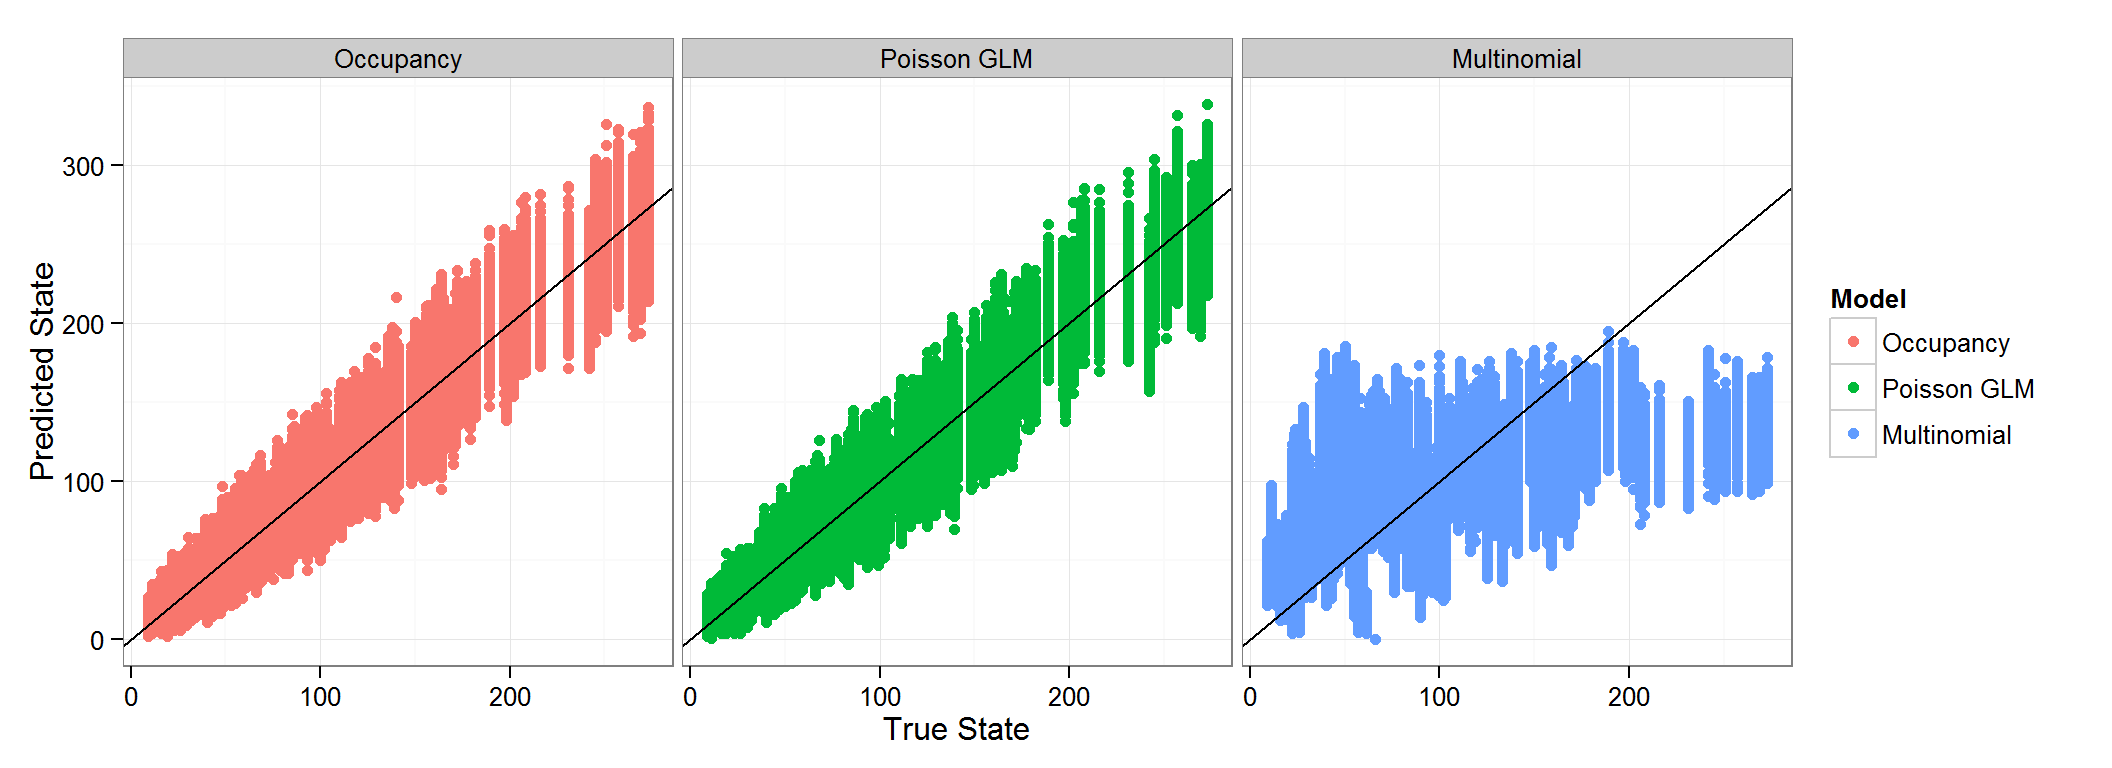 Occupancy Poisson GLM Multinomial
Predicted State
300
200
100
0
0 100 200 0 100 200 0 100 200
True State
Model
Occupancy
Poisson GLM
Multinomial